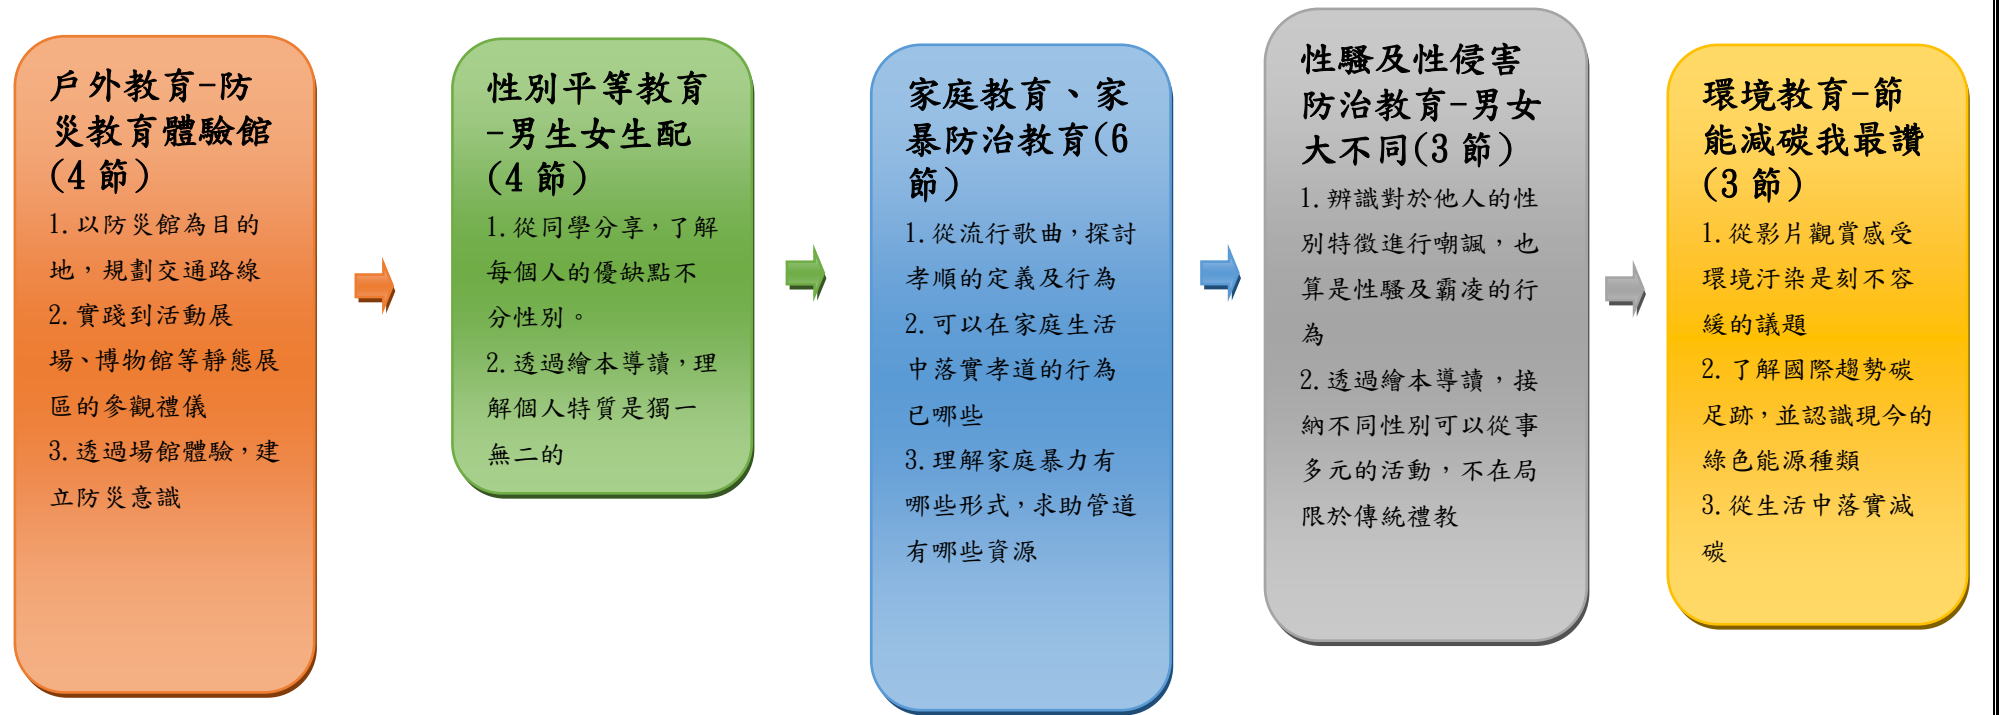 戶外教育-防
災教育體驗館
(4 節)
1.以防災館為目的
地，規劃交通路線
2.實踐到活動展
場、博物館等靜態展
區的參觀禮儀
3.透過場館體驗，建
立防災意識
性別平等教育
-男生女生配
(4 節)
1.從同學分享，了解
每個人的優缺點不
分性別。
2.透過繪本導讀，理
解個人特質是獨一
無二的
家庭教育、家
暴防治教育(6
節)
1.從流行歌曲，探討
孝順的定義及行為
2.可以在家庭生活
中落實孝道的行為
已哪些
3.理解家庭暴力有
哪些形式，求助管道
有哪些資源
性騷及性侵害
防治教育-男女
大不同(3 節)
1.辨識對於他人的性
別特徵進行嘲諷，也
算是性騷及霸凌的行
為
2.透過繪本導讀，接
納不同性別可以從事
多元的活動，不在局
限於傳統禮教
環境教育-節
能減碳我最讚
(3 節)
1.從影片觀賞感受
環境汙染是刻不容
緩的議題
2.了解國際趨勢碳
足跡，並認識現今的
綠色能源種類
3.從生活中落實減
碳